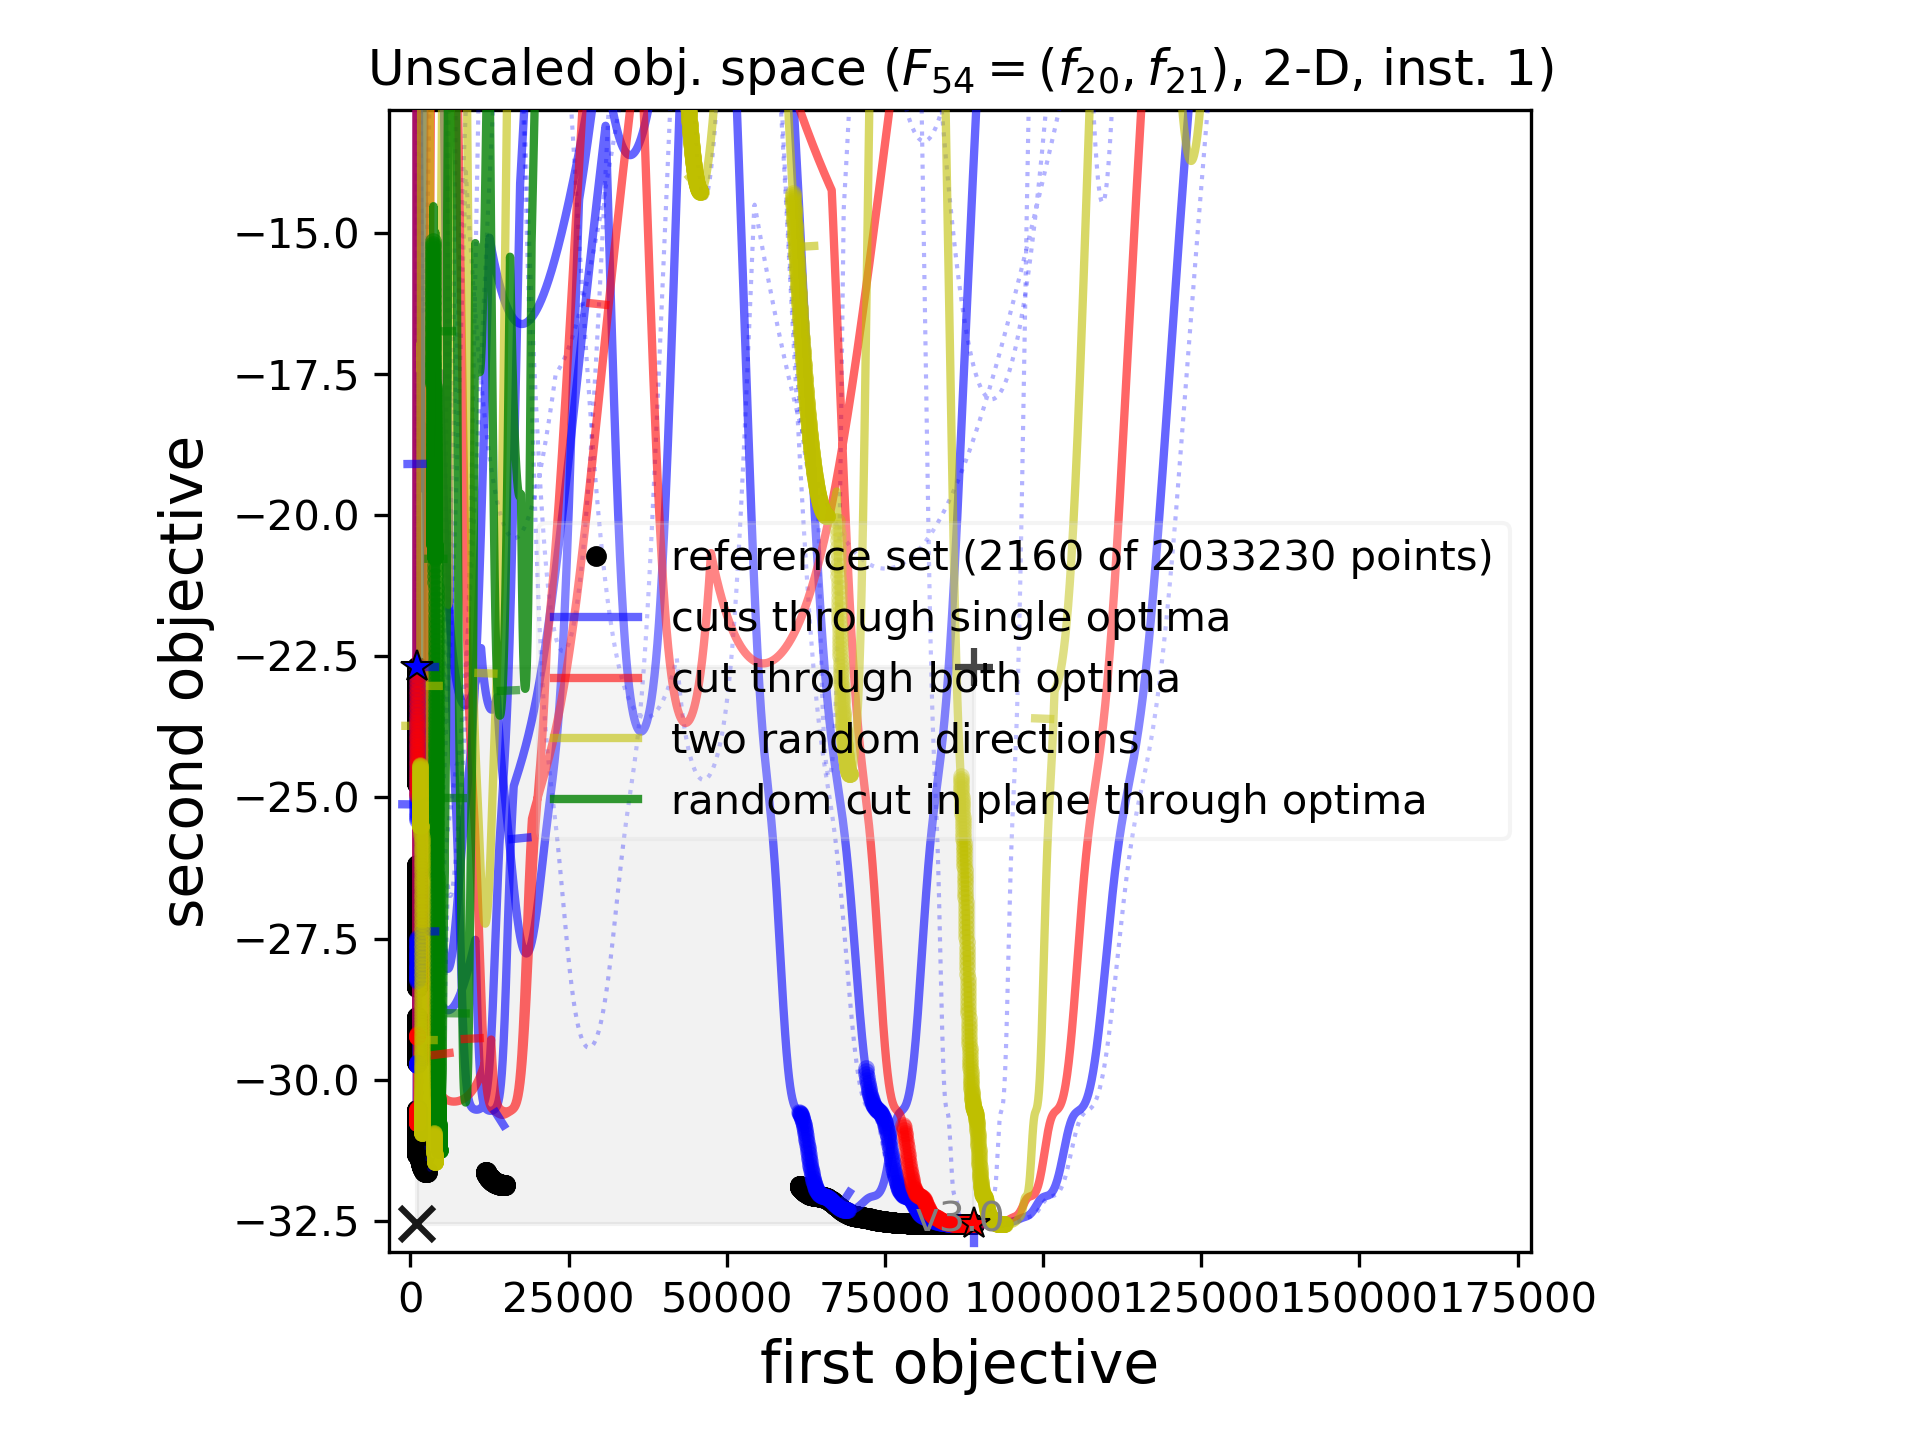 Unscaled obj. space (F54 = (f20, f21), 2-D, inst. 1)
second objective
−15.0
−17.5
−20.0
−22.5
−25.0
−27.5
−30.0
−32.5
reference set (2160 of 2033230 points)
cuts through single optima
cut through both optima
two random directions
random cut in plane through optima
v3.0
0 25000 50000 75000 100000 125000 150000 175000
first objective